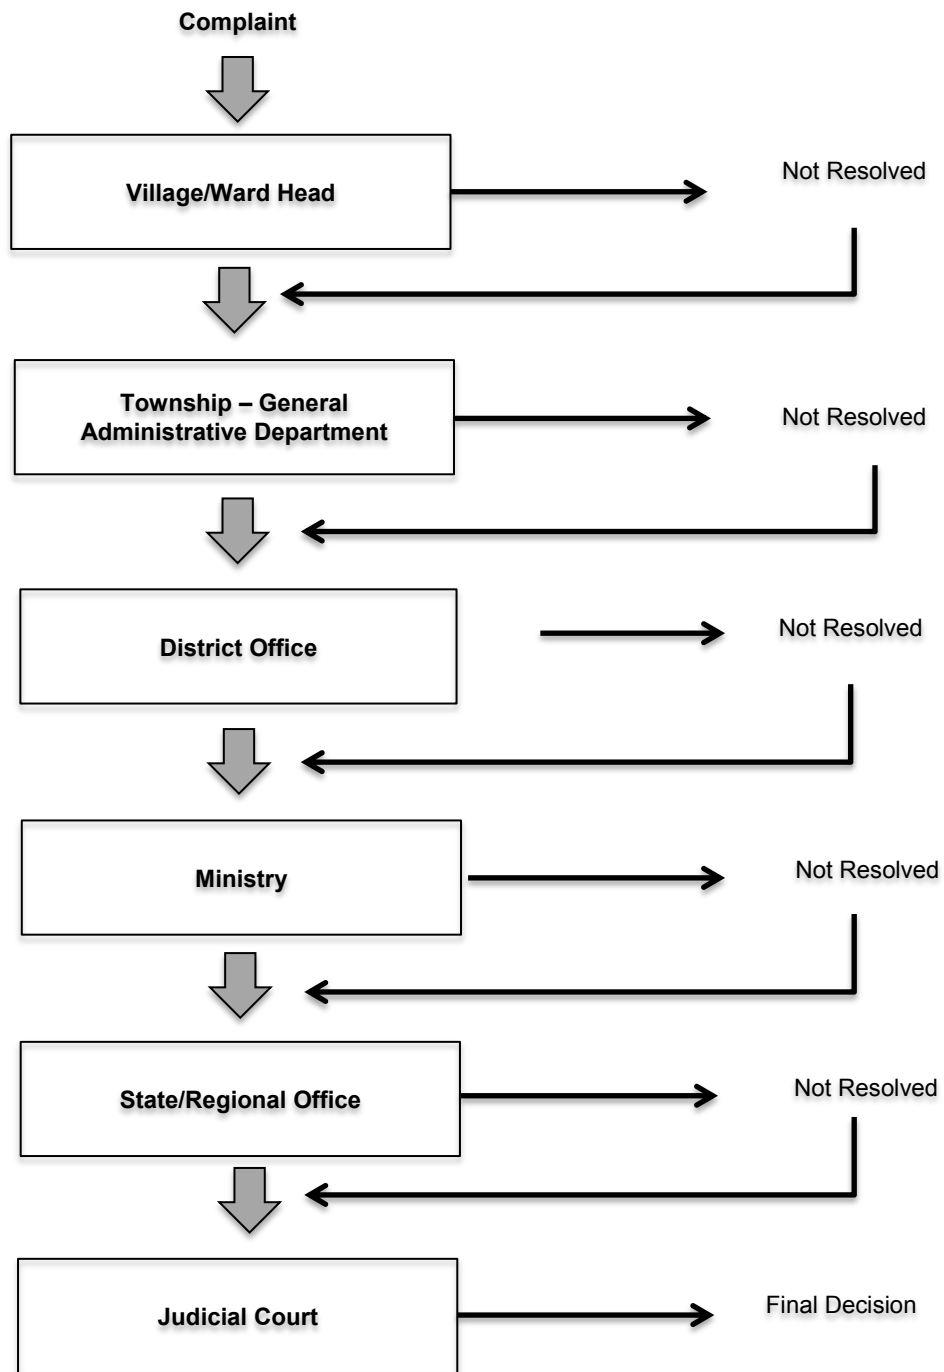 Complaint
Village/Ward Head
Not Resolved
Township – General
Administrative Department
Not Resolved
District Office
Not Resolved
Ministry
Not Resolved
State/Regional Office
Not Resolved
Judicial Court
Final Decision